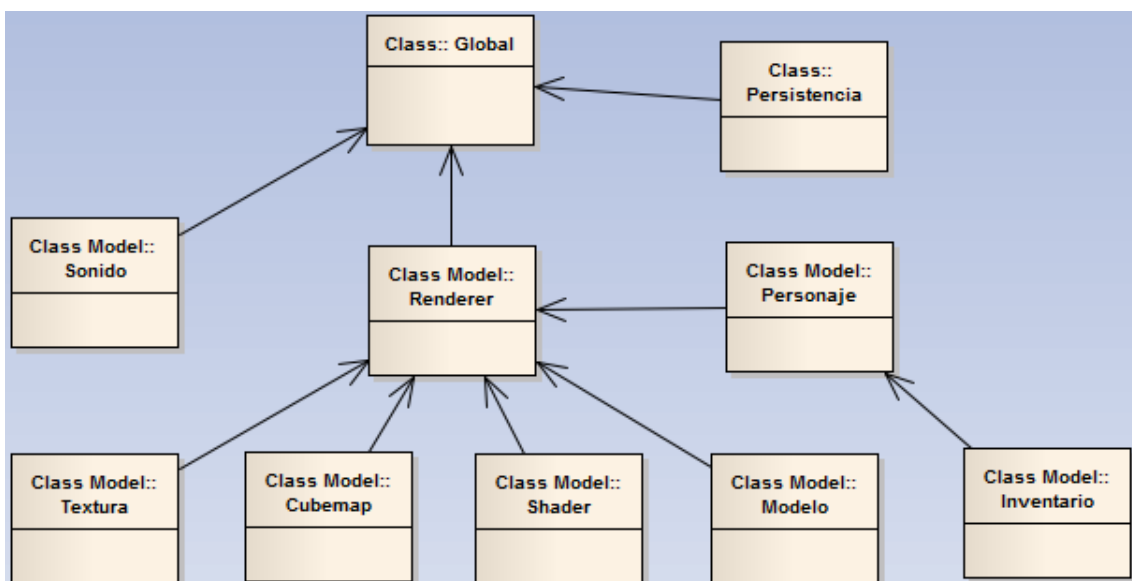 Class:: Global
Class::
Persistencia
Class Model::
Sonido
Class Model::
Renderer
Class Model::
Personaje
Class Model::
Textura
Class Model::
Cubemap
Class Model::
Shader
Class Model::
Modelo
Class Model::
Inventario